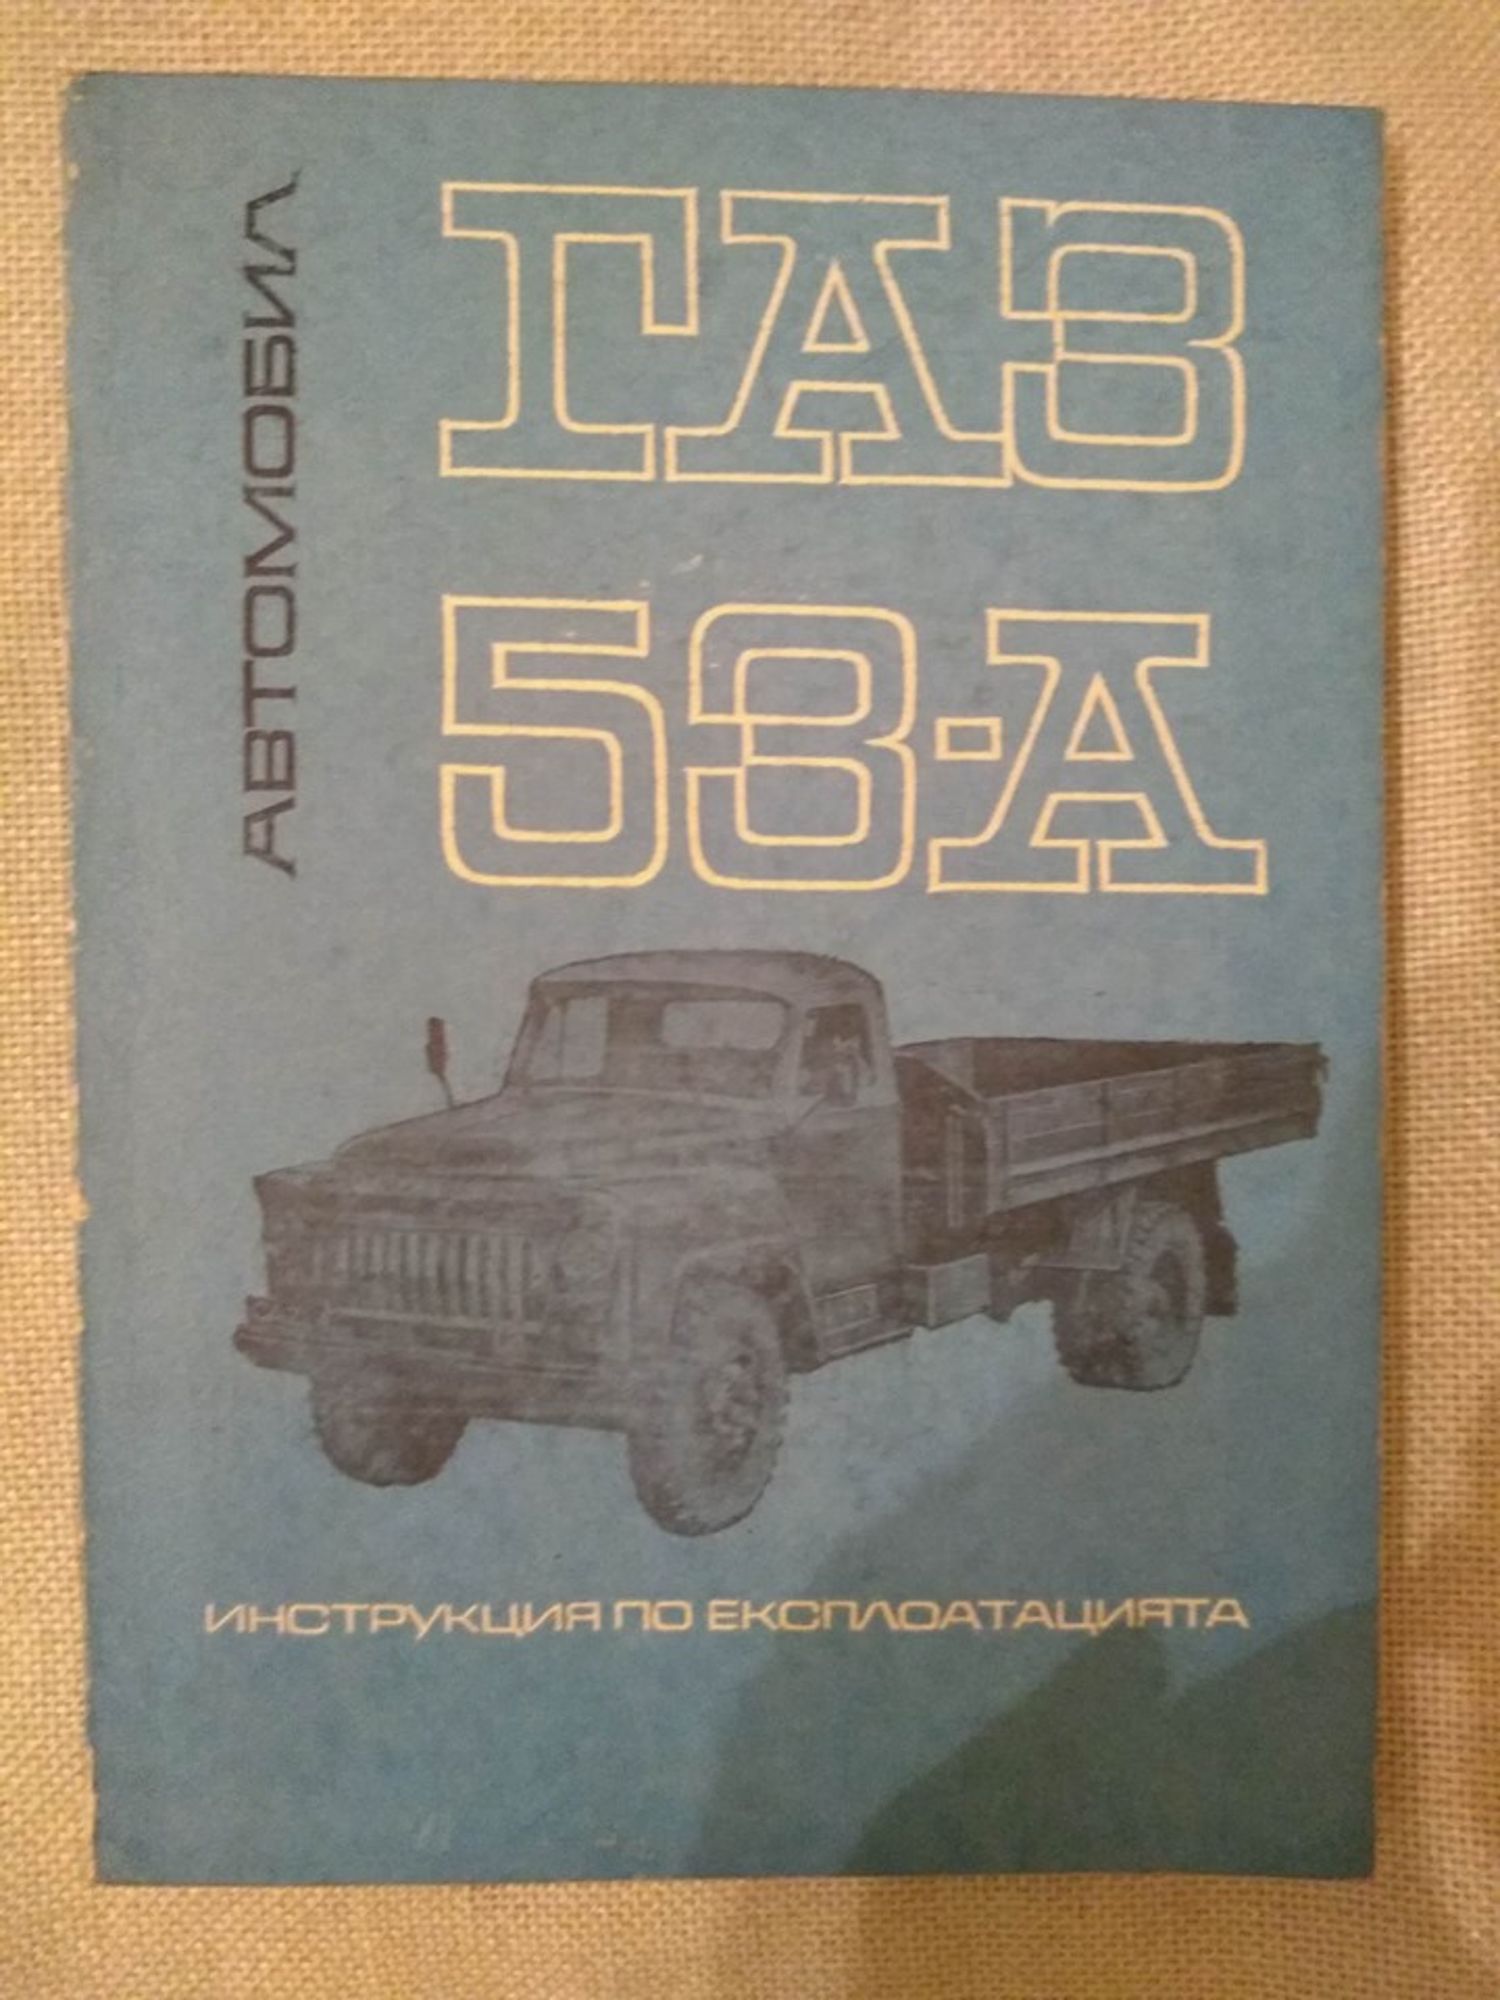 АВТОМОБИЛ
ГАЗ
53-А
ИНСТРУКЦИЯ ПО ЕКСПЛОАТАЦИЯТА